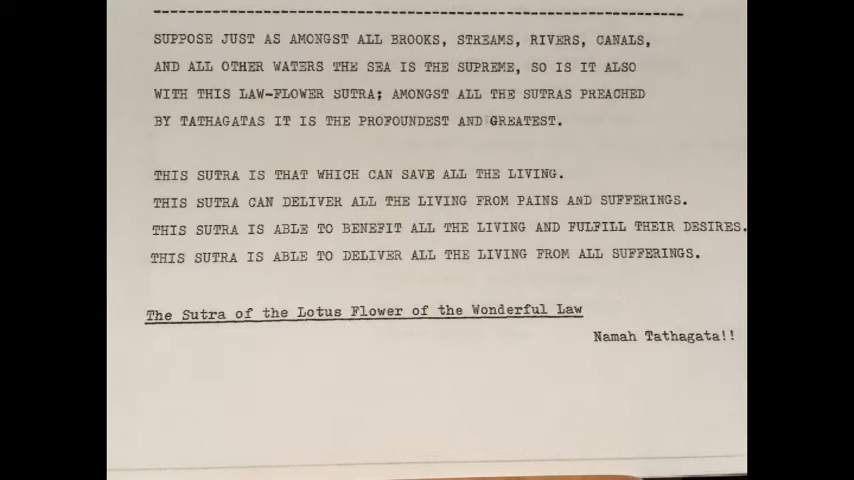 SUPPOSE JUST AS AMONGST ALL BROOKS, STREAMS, RIVERS, CANALS,
AND ALL OTHER WATERS THE SEA IS THE SUPREME, SO IS IT ALSO
WITH THIS LAW-FLOWER SUTRA; AMONGST ALL THE SUTRAS PREACHED
BY TATHAGATAS IT IS THE PROFOUNDEST AND GREATEST.
THIS SUTRA IS THAT WHICH CAN SAVE ALL THE LIVING.
THIS SUTRA CAN DELIVER ALL THE LIVING FROM PAINS AND SUFFERINGS.
THIS SUTRA IS ABLE TO BENEFIT ALL THE LIVING AND FULFILL THEIR DESIRES.
THIS SUTRA IS ABLE TO DELIVER ALL THE LIVING FROM ALL SUFFERINGS.
The Sutra of the Lotus Flower of the Wonderful Law
Namah Tathagata!!